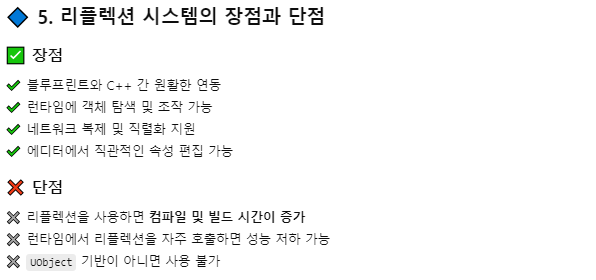 5. 리플렉션 시스템의 장점과 단점
장점
블루프린트와 C++ 간 원활한 연동
런타임에 객체 탐색 및 조작 가능
네트워크 복제 및 직렬화 지원
에디터에서 직관적인 속성 편집 가능
단점
리플렉션을 사용하면 컴파일 및 빌드 시간이 증가
런타임에서 리플렉션을 자주 호출하면 성능 저하 가능
UObject 기반이 아니면 사용 불가